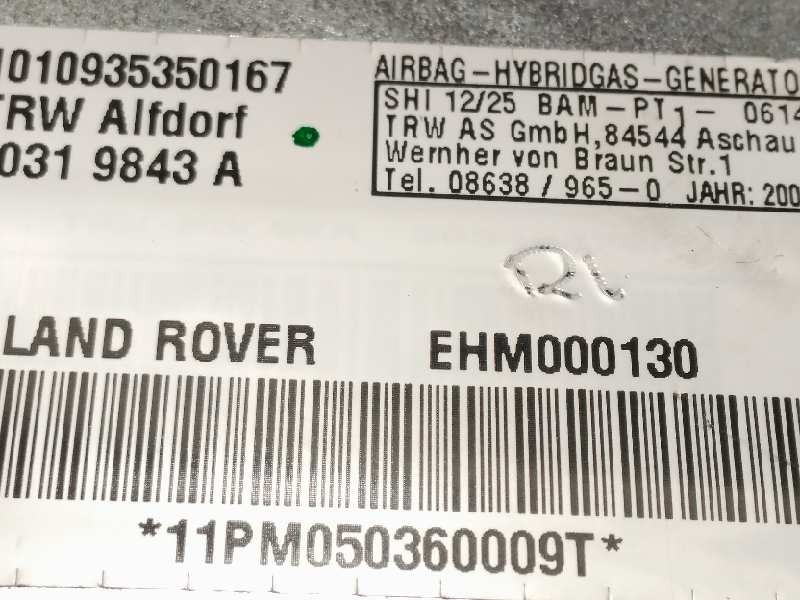 1010935350167
TRW Alfdorf
0319 9843 A
AIRBAG-HYBRIDGAS-GENERATO
SHI 12/25 BAM-PT1- 0614
TRW AS GmbH, 84544 Aschau
Wernher von Braun Str.1
Tel. 08638 / 965-0 JAHR: 200
LAND ROVER
EHM000130
*11PM050360009T*